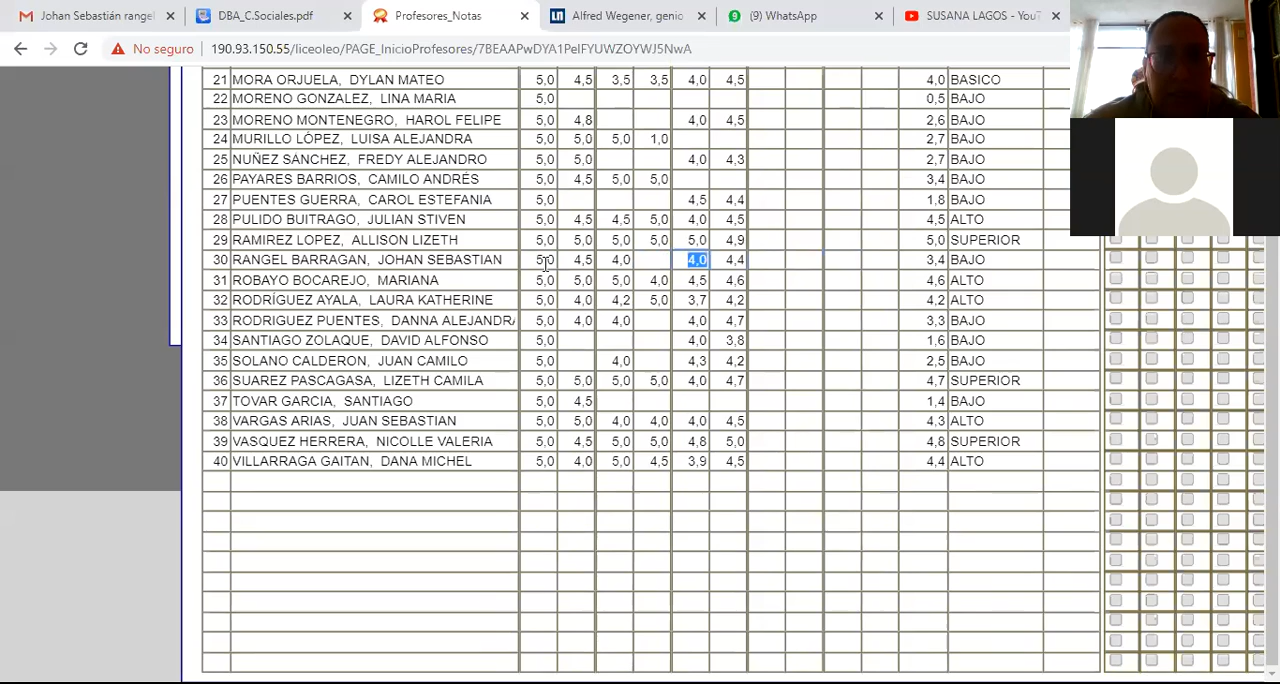 Johan Sebastián rangel
DBA_C.Sociales.pdf
Profesores_Notas
Alfred Wegener, genio
(9) WhatsApp
SUSANA LAGOS - You
No seguro
190.93.150.55/liceoleo/PAGE_InicioProfesores/7BEAAPwDYA1PeIFYUWZOYWJ5NwA
21 MORA ORJUELA, DYLAN MATEO 5,0 4,5 3,5 3,5 4,0 4,5 4,0 BASICO
22 MORENO GONZALEZ, LINA MARIA 5,0 0,5 BAJO
23 MORENO MONTENEGRO, HAROL FELIPE 5,0 4,8 4,0 4,5 2,6 BAJO
24 MURILLO LÓPEZ, LUISA ALEJANDRA 5,0 5,0 5,0 1,0 2,7 BAJO
25 NUÑEZ SÁNCHEZ, FREDY ALEJANDRO 5,0 5,0 4,0 4,3 2,7 BAJO
26 PAYARES BARRIOS, CAMILO ANDRÉS 5,0 4,5 5,0 5,0 3,4 BAJO
27 PUENTES GUERRA, CAROL ESTEFANIA 5,0 4,5 4,4 1,8 BAJO
28 PULIDO BUITRAGO, JULIAN STIVEN 5,0 4,5 4,5 5,0 4,0 4,5 4,5 ALTO
29 RAMIREZ LOPEZ, ALLISON LIZETH 5,0 5,0 5,0 5,0 5,0 4,9 5,0 SUPERIOR
30 RANGEL BARRAGAN, JOHAN SEBASTIAN 5,0 4,5 4,0 4,0 4,4 3,4 BAJO
31 ROBAYO BOCAREJO, MARIANA 5,0 5,0 5,0 4,0 4,5 4,6 4,6 ALTO
32 RODRÍGUEZ AYALA, LAURA KATHERINE 5,0 4,0 4,2 5,0 3,7 4,2 4,2 ALTO
33 RODRIGUEZ PUENTES, DANNA ALEJANDRA 5,0 4,0 4,0 4,0 4,7 3,3 BAJO
34 SANTIAGO ZOLAQUE, DAVID ALFONSO 5,0 4,0 3,8 1,6 BAJO
35 SOLANO CALDERON, JUAN CAMILO 5,0 4,0 4,3 4,2 2,5 BAJO
36 SUAREZ PASCAGASA, LIZETH CAMILA 5,0 5,0 5,0 5,0 4,0 4,7 4,7 SUPERIOR
37 TOVAR GARCIA, SANTIAGO 5,0 4,5 1,4 BAJO
38 VARGAS ARIAS, JUAN SEBASTIAN 5,0 5,0 4,0 4,0 4,0 4,5 4,3 ALTO
39 VASQUEZ HERRERA, NICOLLE VALERIA 5,0 4,5 5,0 5,0 4,8 5,0 4,8 SUPERIOR
40 VILLARRAGA GAITAN, DANA MICHEL 5,0 4,0 5,0 4,5 3,9 4,5 4,4 ALTO